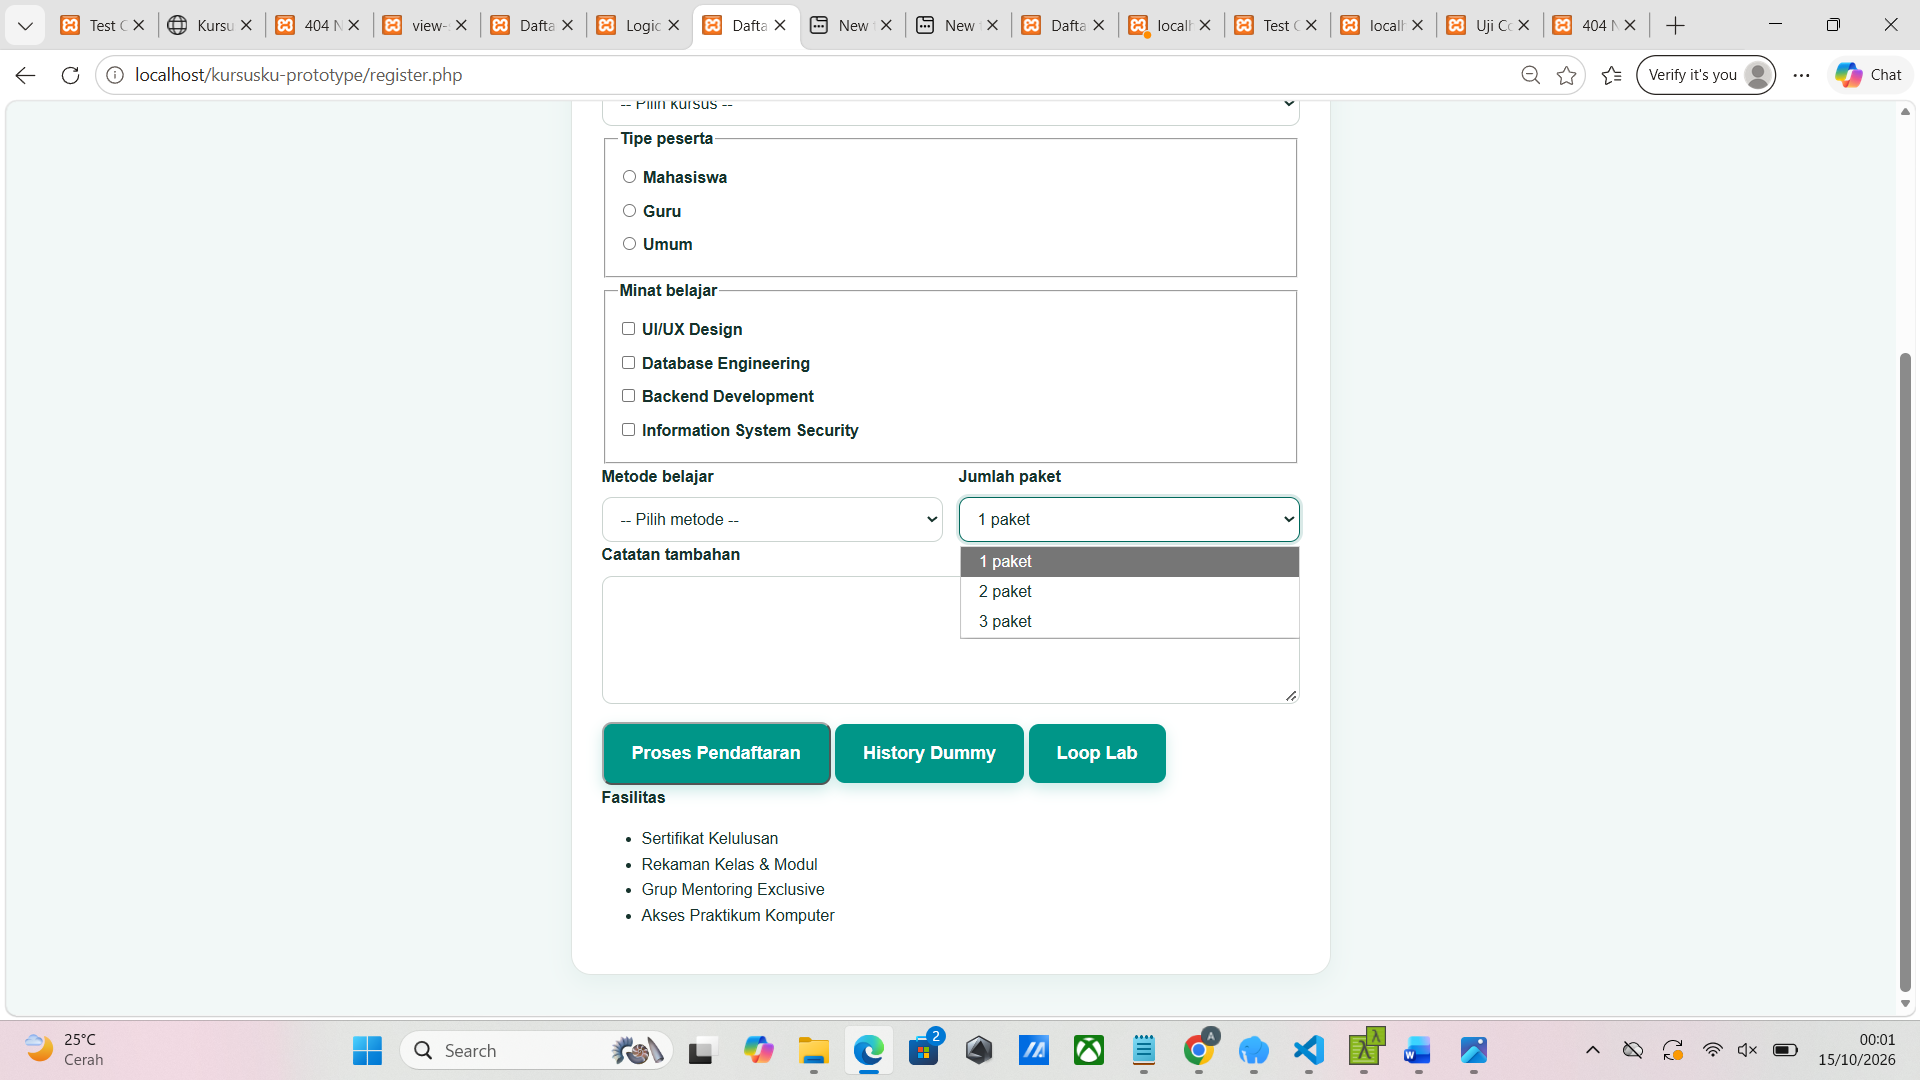 Test C
Kursu
404 N
view-s
Dafta
Logic
Dafta
New t
New t
Dafta
localh
Test C
localh
Uji Co
404 N
localhost/kursusku-prototype/register.php
Verify it's you
Chat
-- Pilih kursus --
Tipe peserta
Mahasiswa
Guru
Umum
Minat belajar
UI/UX Design
Database Engineering
Backend Development
Information System Security
Metode belajar
Jumlah paket
-- Pilih metode --
1 paket
Catatan tambahan
1 paket
2 paket
3 paket
Proses Pendaftaran
History Dummy
Loop Lab
Fasilitas
• Sertifikat Kelulusan
• Rekaman Kelas & Modul
• Grup Mentoring Exclusive
• Akses Praktikum Komputer
25°C
Cerah
Search
2
A
00:01
15/10/2026